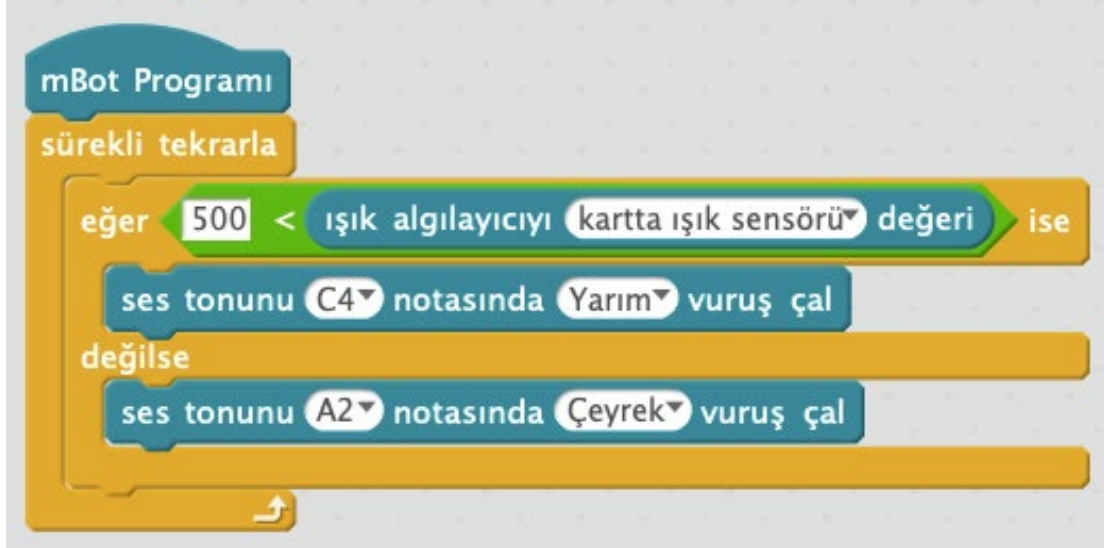 mBot Programı
sürekli tekrarla
eğer 500 < ışık algılayıcıyı kartta ışık sensörü değeri ise
ses tonunu C4 notasında Yarım vuruş çal
değilse
ses tonunu A2 notasında Çeyrek vuruş çal